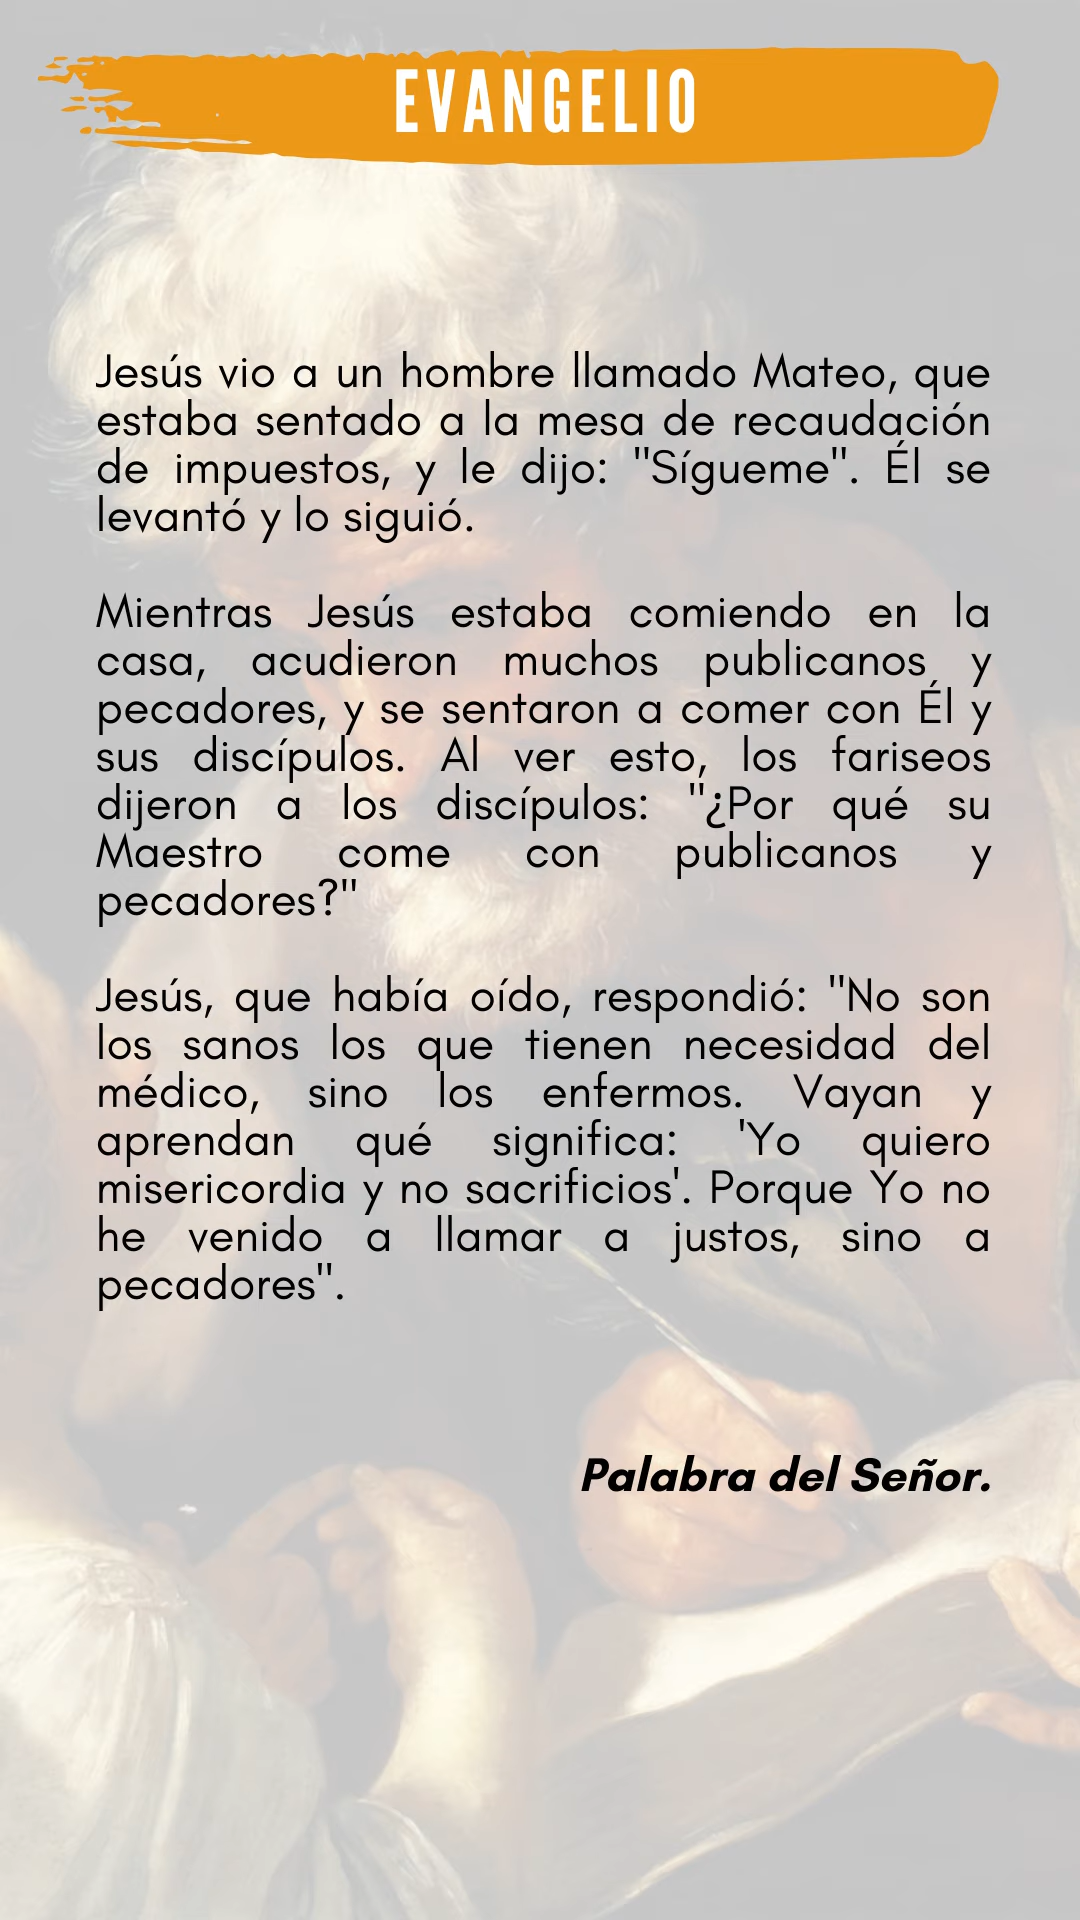 EVANGELIO
Jesús vio a un hombre llamado Mateo, que
estaba sentado a la mesa de recaudación
de impuestos, y le dijo: "Sígueme". Él se
levantó y lo siguió.
Mientras Jesús estaba comiendo en la
casa, acudieron muchos publicanos y
pecadores, y se sentaron a comer con Él y
sus discípulos. Al ver esto, los fariseos
dijeron a los discípulos: "¿Por qué su
Maestro come con publicanos y
pecadores?"
Jesús, que había oído, respondió: "No son
los sanos los que tienen necesidad del
médico, sino los enfermos. Vayan y
aprendan qué significa: 'Yo quiero
misericordia y no sacrificios'. Porque Yo no
he venido a llamar a justos, sino a
pecadores".
Palabra del Señor.